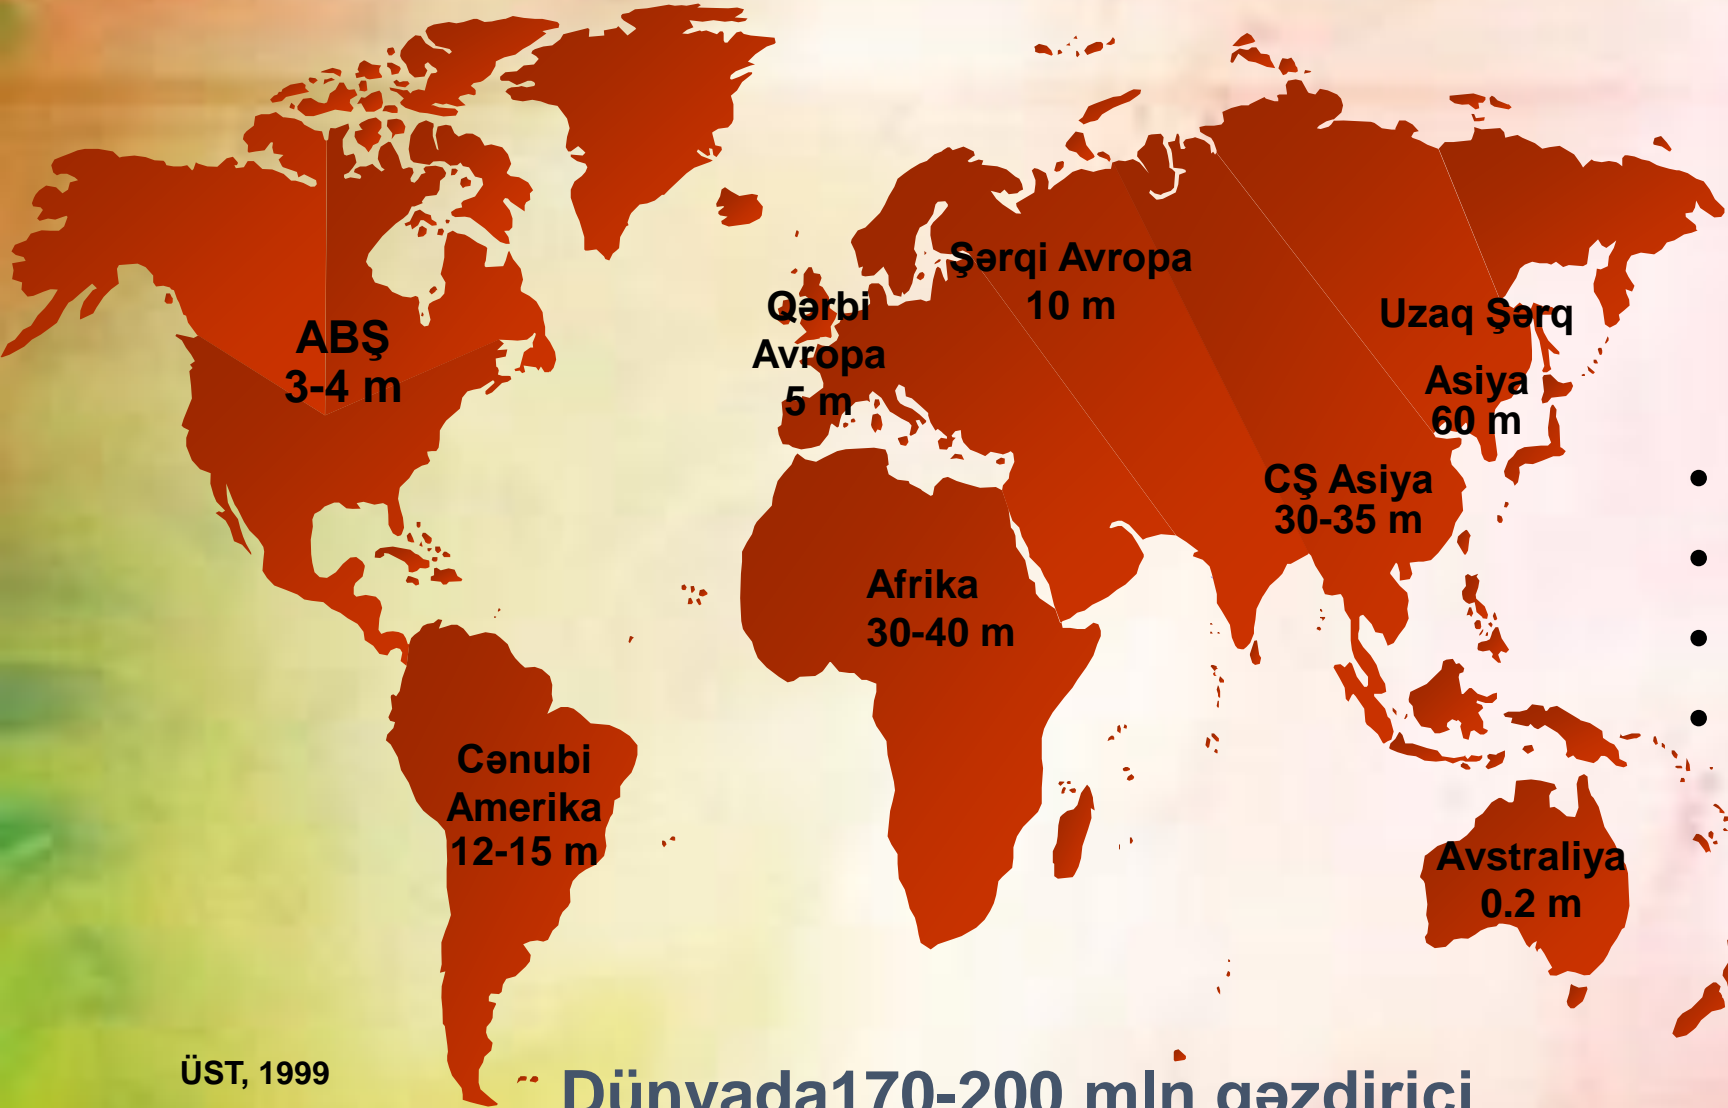 Şərqi Avropa
10 m
Qərbi
Avropa
5 m
Uzaq Şərq
Asiya
60 m
ABŞ
3-4 m
CŞ Asiya
30-35 m
Afrika
30-40 m
Cənubi
Amerika
12-15 m
Avstraliya
0.2 m
ÜST, 1999
Dünyada170-200 mln gəzdirici